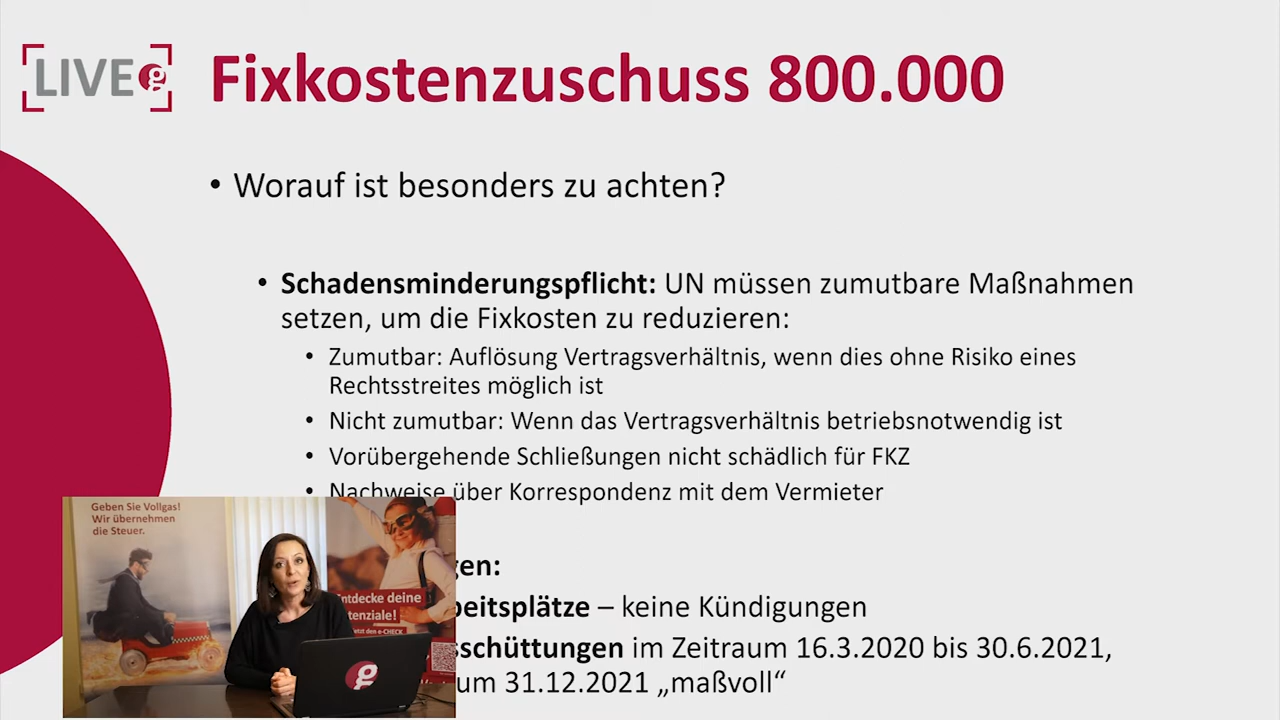 LIVE g
Fixkostenzuschuss 800.000
• Worauf ist besonders zu achten?
• Schadensminderungspflicht: UN müssen zumutbare Maßnahmen
setzen, um die Fixkosten zu reduzieren:
• Zumutbar: Auflösung Vertragsverhältnis, wenn dies ohne Risiko eines
Rechtsstreites möglich ist
• Nicht zumutbar: Wenn das Vertragsverhältnis betriebsnotwendig ist
• Vorübergehende Schließungen nicht schädlich für FKZ
• Nachweise über Korrespondenz mit dem Vermieter
gen:
beitsplätze – keine Kündigungen
sschüttungen im Zeitraum 16.3.2020 bis 30.6.2021,
um 31.12.2021 „maßvoll“
Geben Sie Vollgas!
Wir übernehmen
die Steuer.
ntdecke deine
tenziale!
etzt den e-CHECK
g